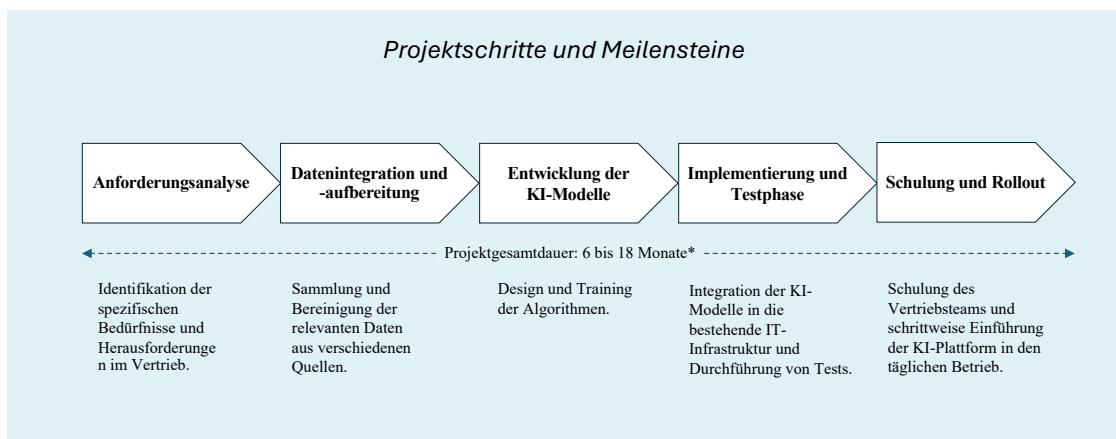 Projektschritte und Meilensteine
Anforderungsanalyse
Datenintegration und
-aufbereitung
Entwicklung der
KI-Modelle
Implementierung und
Testphase
Schulung und Rollout
Projektgesamtdauer: 6 bis 18 Monate*
Identifikation der
spezifischen
Bedürfnisse und
Herausforderunge
n im Vertrieb.
Sammlung und
Bereinigung der
relevanten Daten
aus verschiedenen
Quellen.
Design und Training
der Algorithmen.
Integration der KI-
Modelle in die
bestehende IT-
Infrastruktur und
Durchführung von Tests.
Schulung des
Vertriebsteams und
schrittweise Einführung
der KI-Plattform in den
täglichen Betrieb.